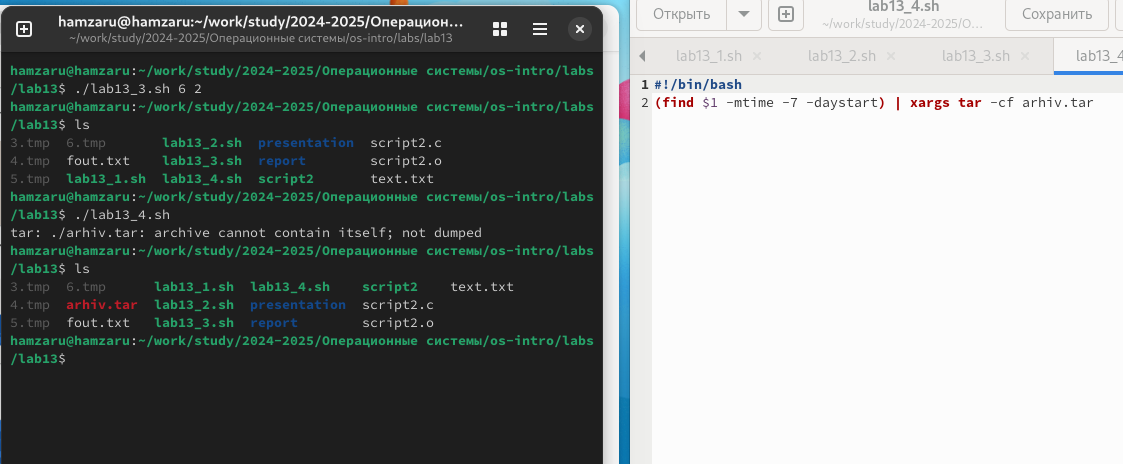 hamzaru@hamzaru:~/work/study/2024-2025/Операцион...
~/work/study/2024-2025/Операционные системы/os-intro/labs/lab13
hamzaru@hamzaru:~/work/study/2024-2025/Операционные системы/os-intro/labs
/lab13$ ./lab13_3.sh 6 2
hamzaru@hamzaru:~/work/study/2024-2025/Операционные системы/os-intro/labs
/lab13$ ls
3.tmp  6.tmp       lab13_2.sh  presentation  script2.c
4.tmp  fout.txt    lab13_3.sh  report        script2.o
5.tmp  lab13_1.sh  lab13_4.sh  script2       text.txt
hamzaru@hamzaru:~/work/study/2024-2025/Операционные системы/os-intro/labs
/lab13$ ./lab13_4.sh
tar: ./arhiv.tar: archive cannot contain itself; not dumped
hamzaru@hamzaru:~/work/study/2024-2025/Операционные системы/os-intro/labs
/lab13$ ls
3.tmp  6.tmp      lab13_1.sh  lab13_4.sh    script2    text.txt
4.tmp  arhiv.tar  lab13_2.sh  presentation  script2.c
5.tmp  fout.txt   lab13_3.sh  report        script2.o
hamzaru@hamzaru:~/work/study/2024-2025/Операционные системы/os-intro/labs
/lab13$
Открыть
lab13_4.sh
~/work/study/2024-2025/О...
Сохранить
lab13_1.sh
lab13_2.sh
lab13_3.sh
lab13_4
1 #!/bin/bash
2 (find $1 -mtime -7 -daystart) | xargs tar -cf arhiv.tar